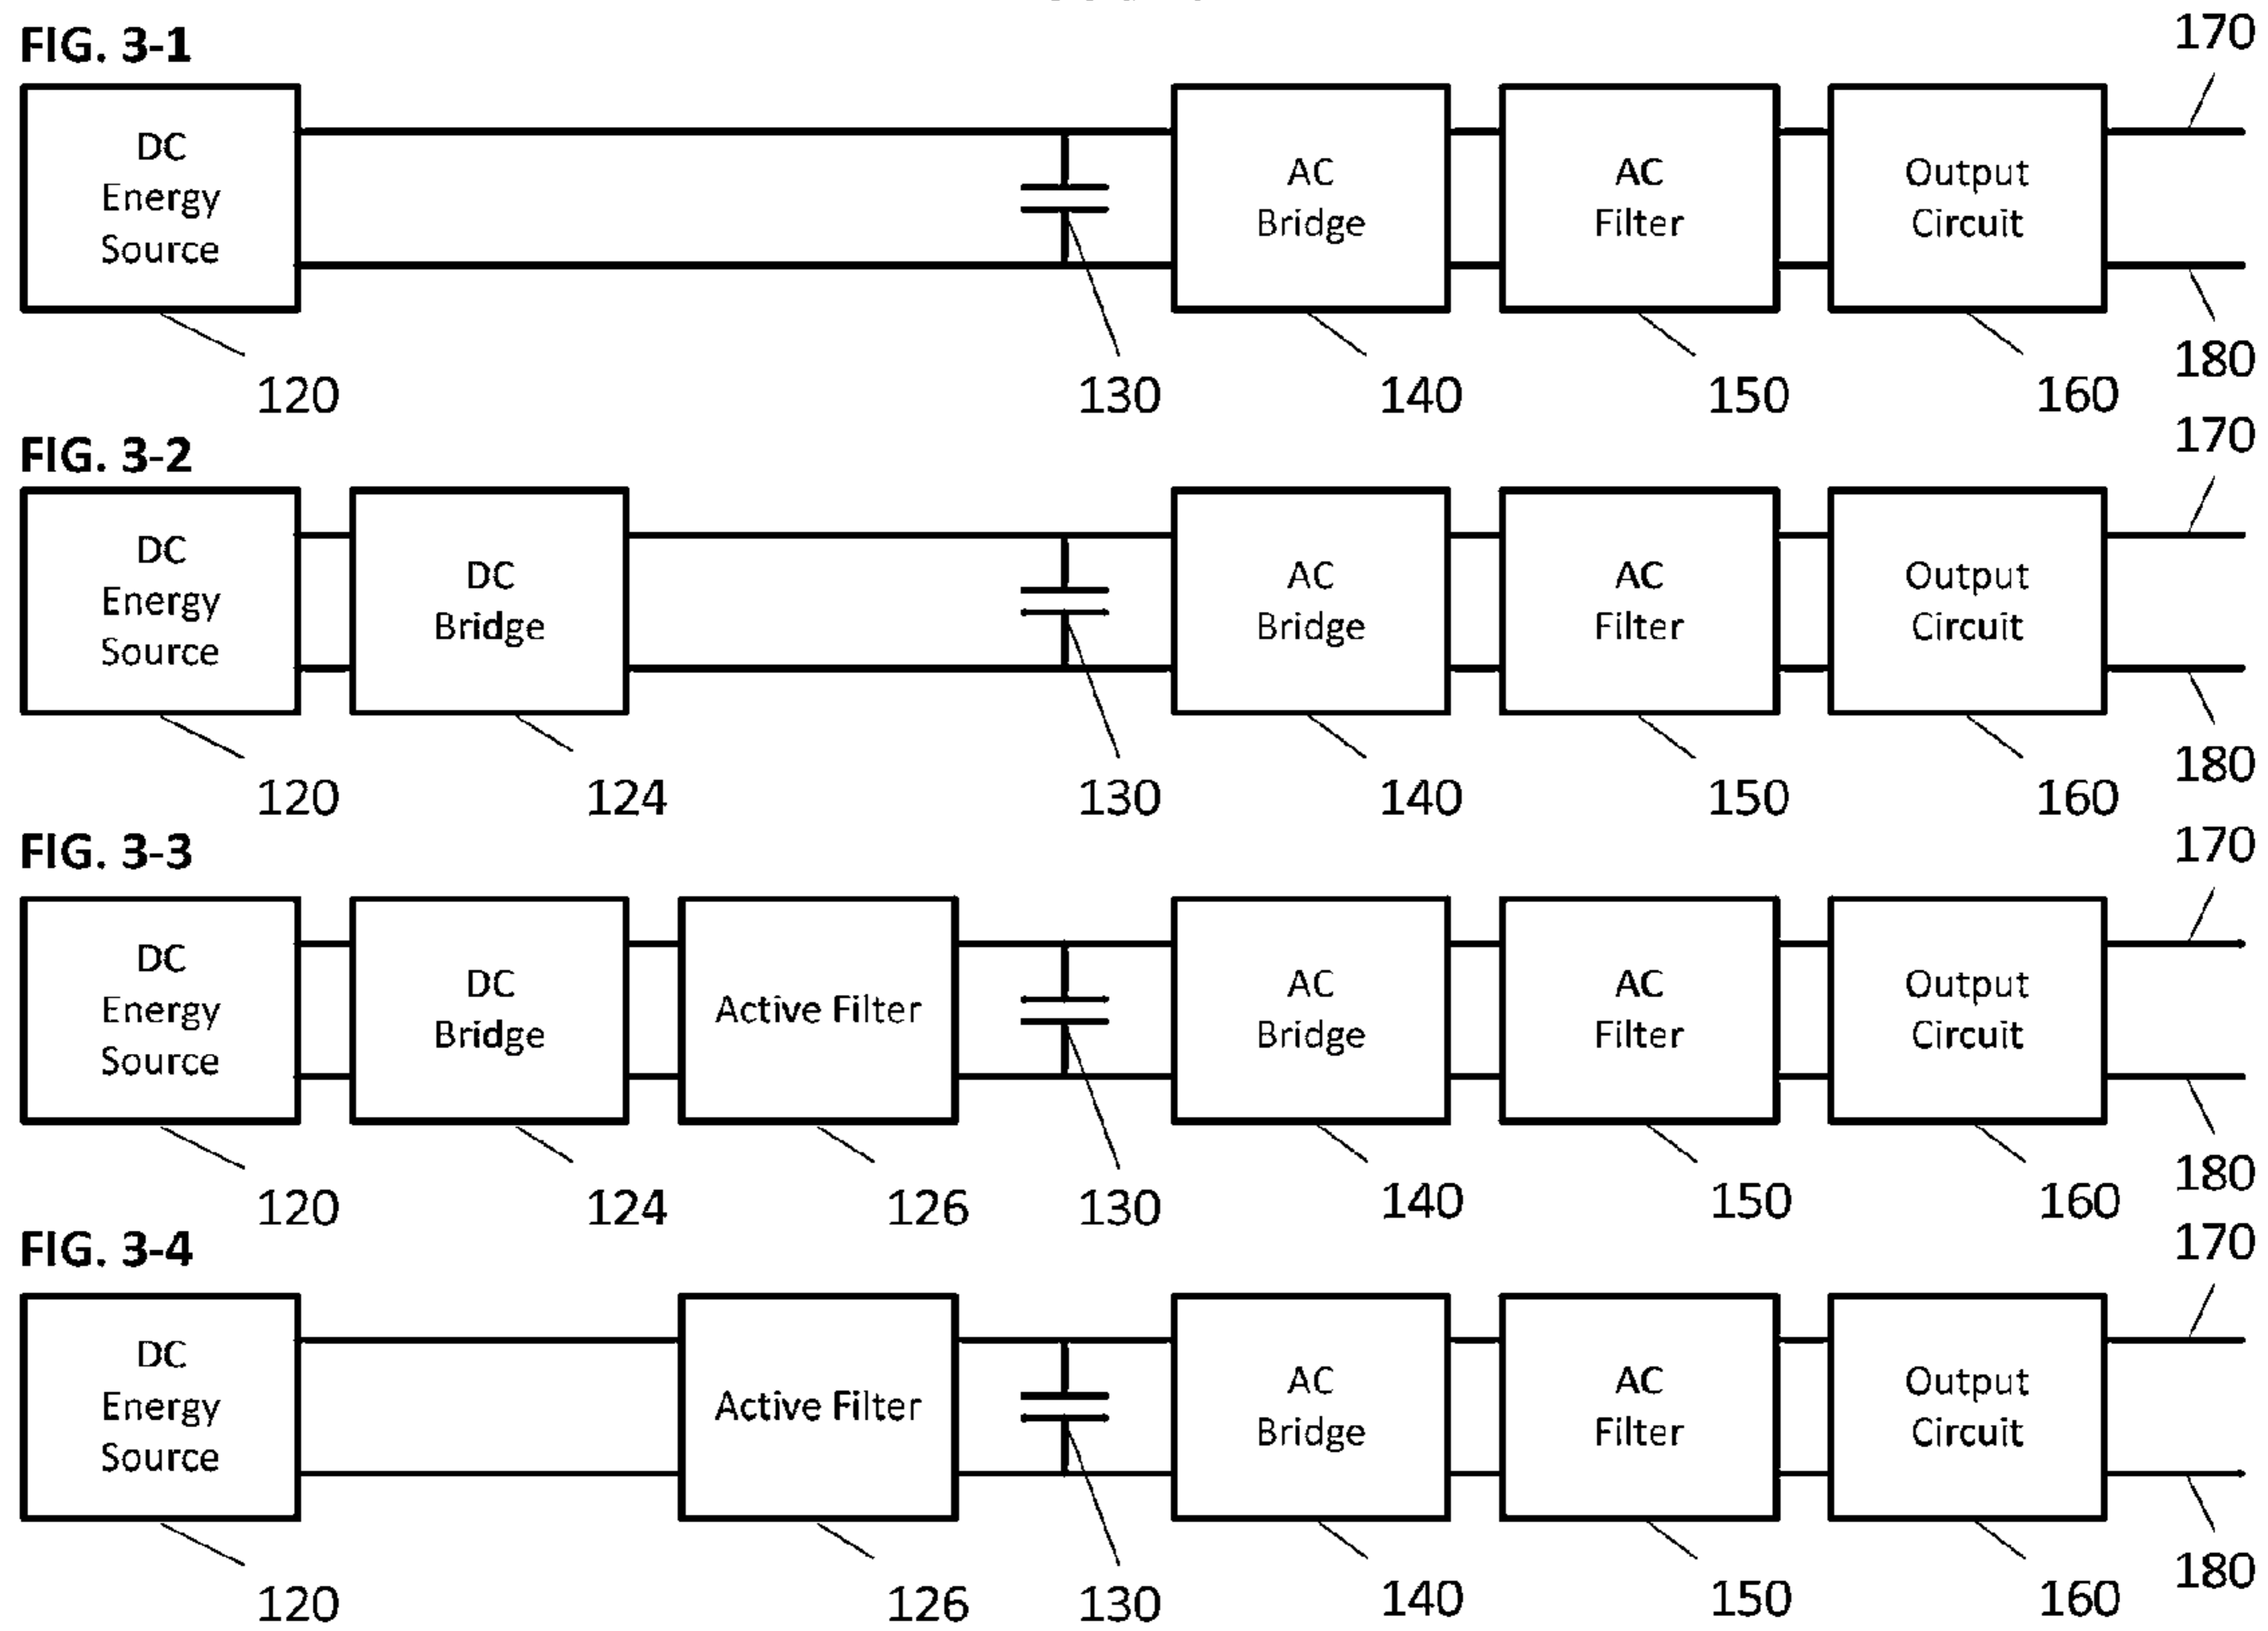 FIG. 3-1
170
DC
Energy
Source
AC
Bridge
AC
Filter
Output
Circuit
180
120
130
140
150
160
FIG. 3-2
170
DC
Energy
Source
DC
Bridge
AC
Bridge
AC
Filter
Output
Circuit
180
120
124
130
140
150
160
FIG. 3-3
170
DC
Energy
Source
DC
Bridge
Active Filter
AC
Bridge
AC
Filter
Output
Circuit
180
120
124
126
130
140
150
160
FIG. 3-4
170
DC
Energy
Source
Active Filter
AC
Bridge
AC
Filter
Output
Circuit
180
120
126
130
140
150
160